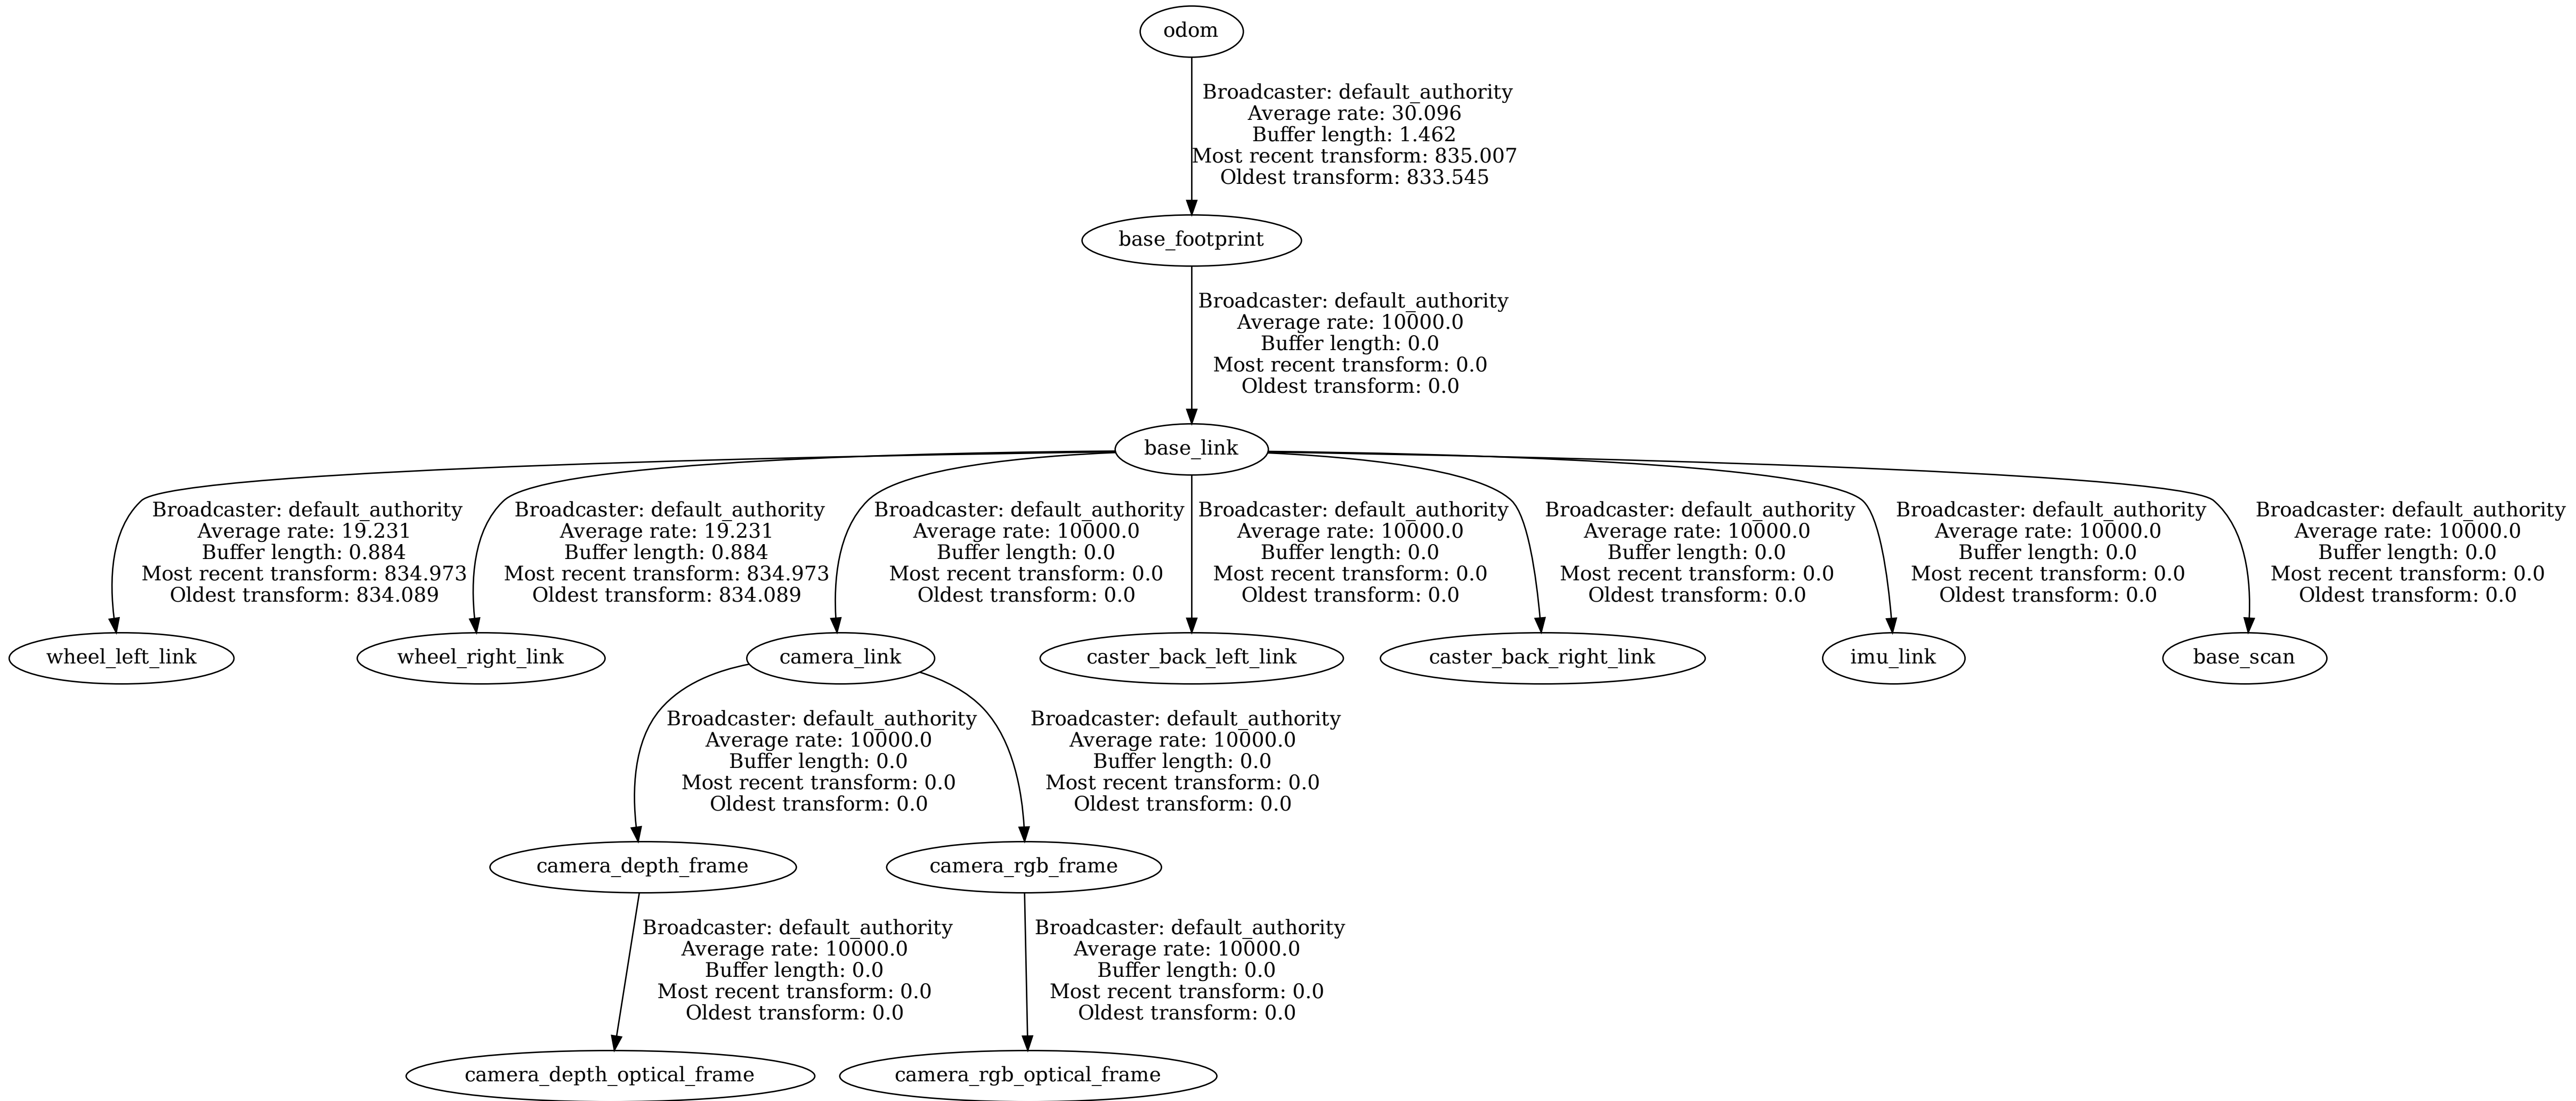 odom
Broadcaster: default_authority
Average rate: 30.096
Buffer length: 1.462
Most recent transform: 835.007
Oldest transform: 833.545
base_footprint
Broadcaster: default_authority
Average rate: 10000.0
Buffer length: 0.0
Most recent transform: 0.0
Oldest transform: 0.0
base_link
Broadcaster: default_authority
Average rate: 19.231
Buffer length: 0.884
Most recent transform: 834.973
Oldest transform: 834.089
Broadcaster: default_authority
Average rate: 19.231
Buffer length: 0.884
Most recent transform: 834.973
Oldest transform: 834.089
Broadcaster: default_authority
Average rate: 10000.0
Buffer length: 0.0
Most recent transform: 0.0
Oldest transform: 0.0
Broadcaster: default_authority
Average rate: 10000.0
Buffer length: 0.0
Most recent transform: 0.0
Oldest transform: 0.0
Broadcaster: default_authority
Average rate: 10000.0
Buffer length: 0.0
Most recent transform: 0.0
Oldest transform: 0.0
Broadcaster: default_authority
Average rate: 10000.0
Buffer length: 0.0
Most recent transform: 0.0
Oldest transform: 0.0
Broadcaster: default_authority
Average rate: 10000.0
Buffer length: 0.0
Most recent transform: 0.0
Oldest transform: 0.0
wheel_left_link
wheel_right_link
camera_link
caster_back_left_link
caster_back_right_link
imu_link
base_scan
Broadcaster: default_authority
Average rate: 10000.0
Buffer length: 0.0
Most recent transform: 0.0
Oldest transform: 0.0
Broadcaster: default_authority
Average rate: 10000.0
Buffer length: 0.0
Most recent transform: 0.0
Oldest transform: 0.0
camera_depth_frame
camera_rgb_frame
Broadcaster: default_authority
Average rate: 10000.0
Buffer length: 0.0
Most recent transform: 0.0
Oldest transform: 0.0
Broadcaster: default_authority
Average rate: 10000.0
Buffer length: 0.0
Most recent transform: 0.0
Oldest transform: 0.0
camera_depth_optical_frame
camera_rgb_optical_frame